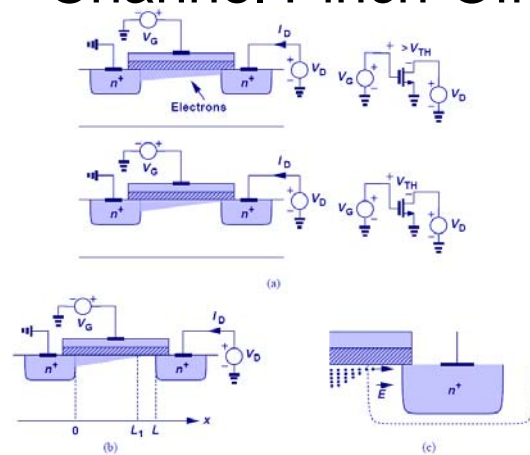 Channel Pinch-Off
V_G
I_D
+ >V_TH −
n+
n+
V_D
V_G
V_D
Electrons
V_G
I_D
+ V_TH −
n+
n+
V_D
V_G
V_D
(a)
V_G
I_D
n+
n+
V_D
n+
E
0
L_1
L
x
(b)
(c)